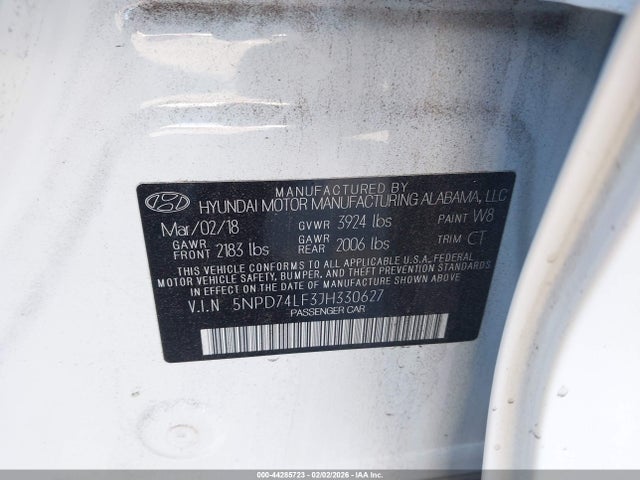 MANUFACTURED BY
HYUNDAI MOTOR MANUFACTURING ALABAMA, LLC
Mar/02/18 GVWR 3924 lbs PAINT W8
GAWR FRONT 2183 lbs GAWR REAR 2006 lbs TRIM CT
THIS VEHICLE CONFORMS TO ALL APPLICABLE U.S.A. FEDERAL
MOTOR VEHICLE SAFETY, BUMPER, AND THEFT PREVENTION
STANDARDS IN EFFECT ON THE DATE OF MANUFACTURE SHOWN ABOVE
V.I.N 5NPD74LF3JH330627
PASSENGER CAR
000-44285723 - 02/02/2026 - IAA Inc.